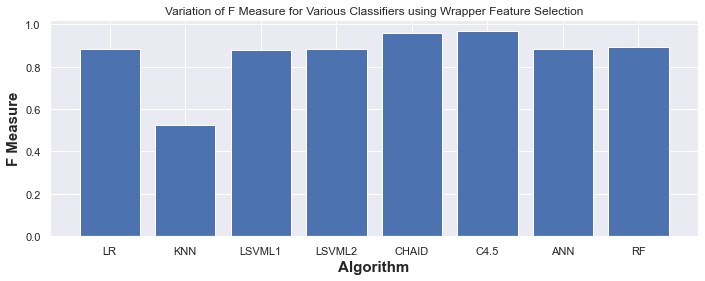 Variation of F Measure for Various Classifiers using Wrapper Feature Selection
F Measure
1.0
0.8
0.6
0.4
0.2
0.0
LR KNN LSVML1 LSVML2 CHAID C4.5 ANN RF
Algorithm